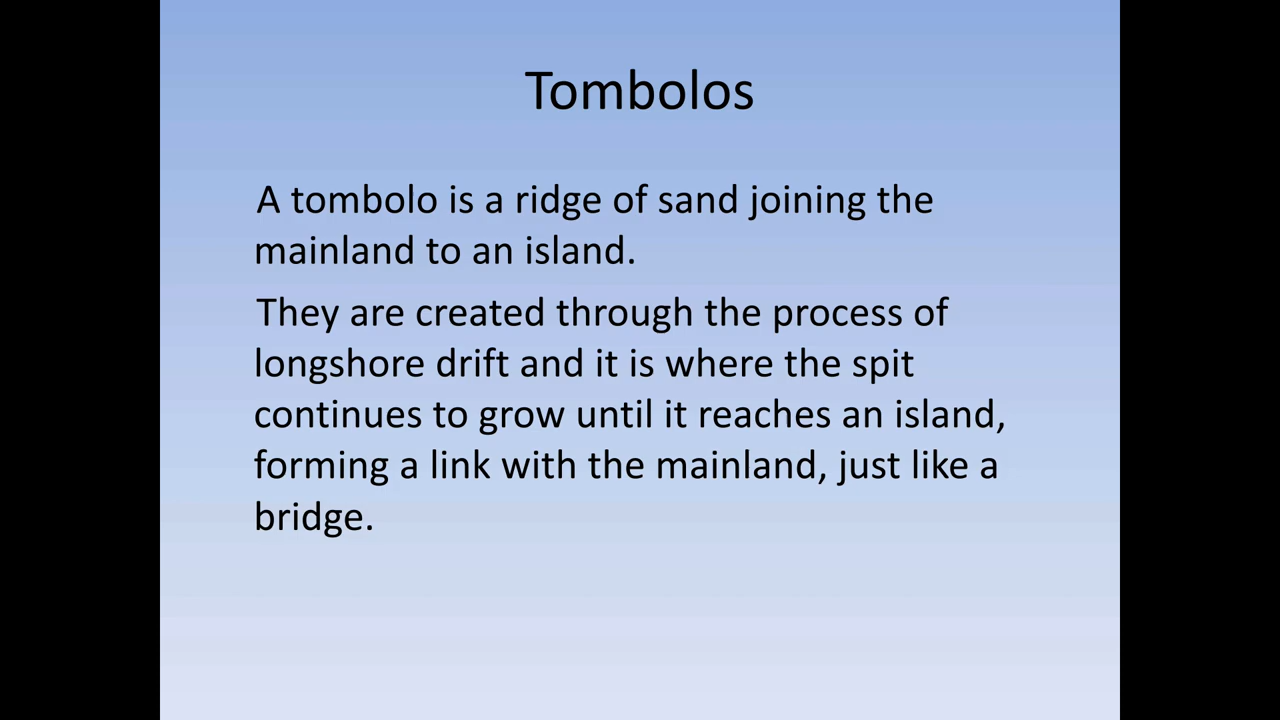 Tombolos
A tombolo is a ridge of sand joining the
mainland to an island.
They are created through the process of
longshore drift and it is where the spit
continues to grow until it reaches an island,
forming a link with the mainland, just like a
bridge.